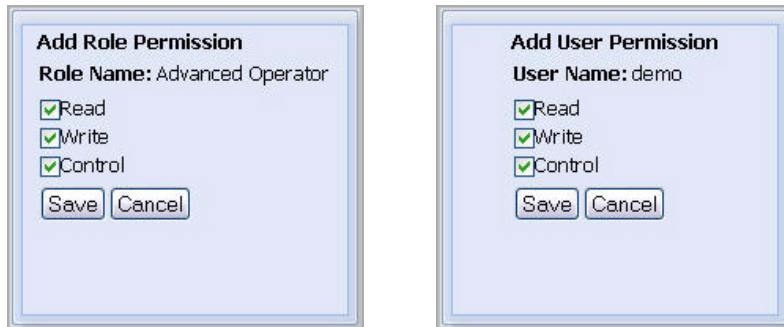 Add Role Permission
Role Name: Advanced Operator
Read
Write
Control
Save Cancel
Add User Permission
User Name: demo
Read
Write
Control
Save Cancel